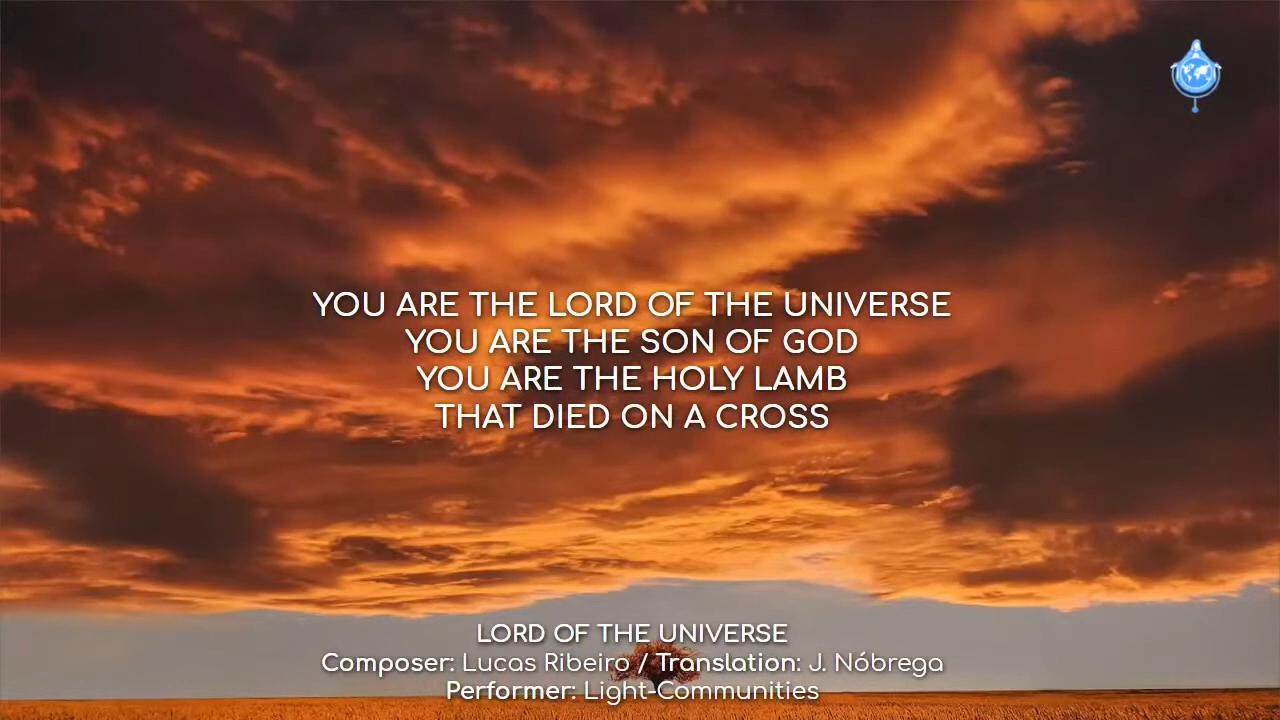 YOU ARE THE LORD OF THE UNIVERSE
YOU ARE THE SON OF GOD
YOU ARE THE HOLY LAMB
THAT DIED ON A CROSS
LORD OF THE UNIVERSE
Composer: Lucas Ribeiro / Translation: J. Nóbrega
Performer: Light-Communities